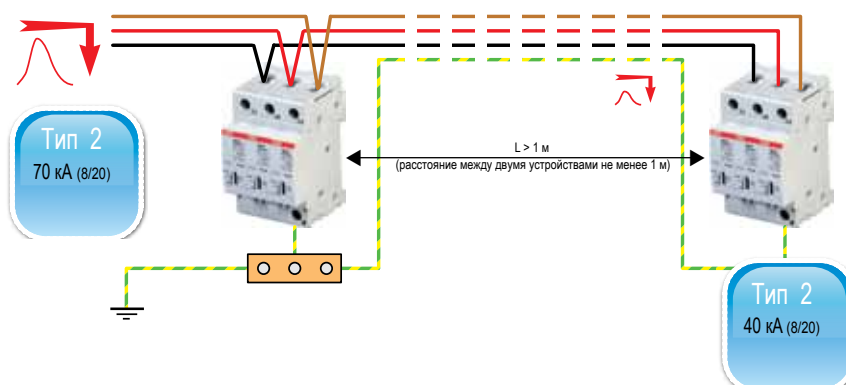 Тип 2
70 кА (8/20)
L > 1 м
(расстояние между двумя устройствами не менее 1 м)
Тип 2
40 кА (8/20)